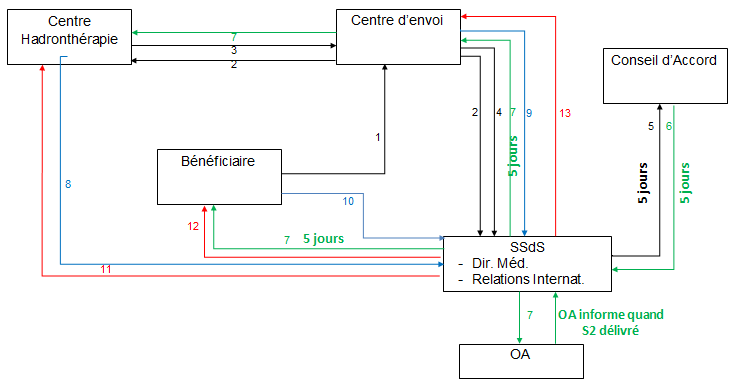 Centre
Hadronthérapie
Centre d'envoi
Conseil d'Accord
7
3
2
2
4
7
9
13
5 jours
5
6
5 jours
5 jours
1
Bénéficiaire
8
10
12
7
5 jours
11
SSdS
- Dir. Méd.
- Relations Internat.
7
OA informe quand
S2 délivré
OA